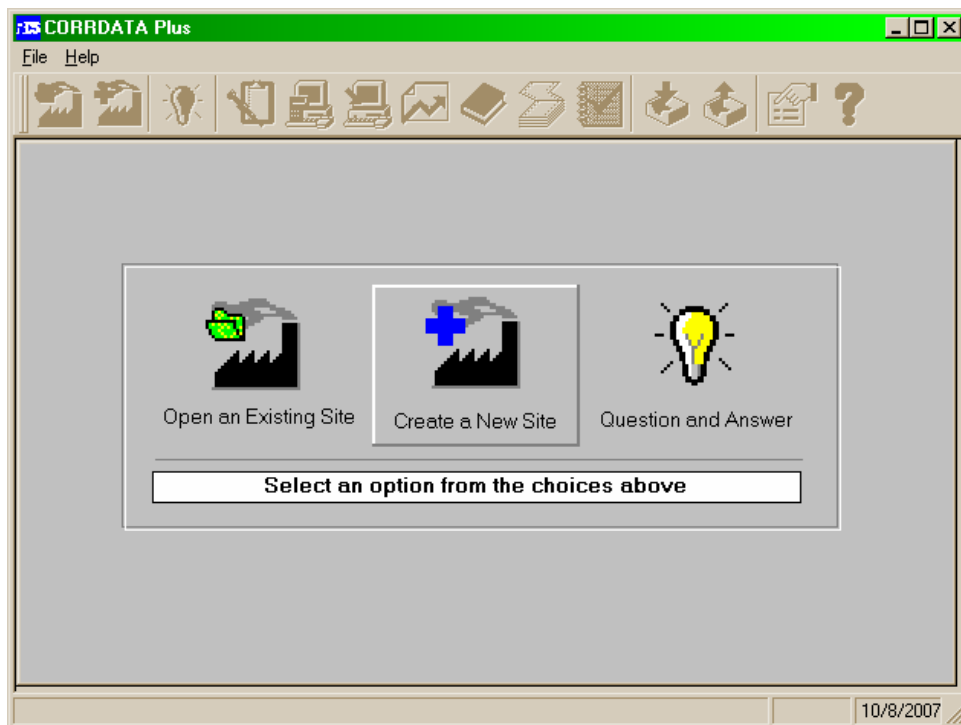 CORRDATA Plus
File Help
Open an Existing Site
Create a New Site
Question and Answer
Select an option from the choices above
10/8/2007